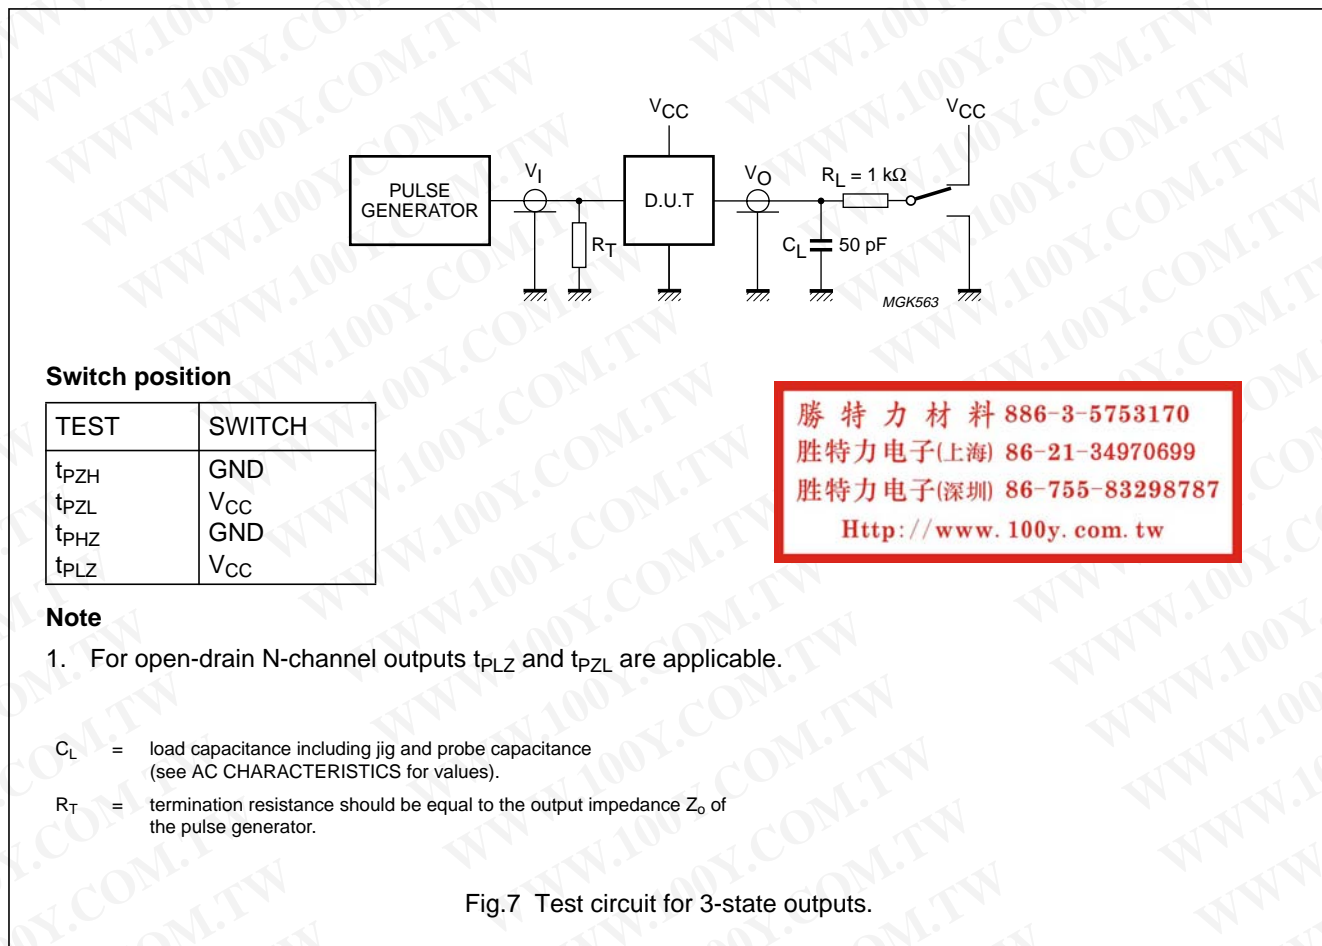 VCC VCC
PULSE GENERATOR
VI
RT
D.U.T
VO
RL = 1 kΩ
CL 50 pF
MGK563
Switch position
TEST SWITCH
tPZH GND
tPZL VCC
tPHZ GND
tPLZ VCC
勝特力材料 886-3-5753170
胜特力电子(上海) 86-21-34970699
胜特力电子(深圳) 86-755-83298787
Http://www.100y.com.tw
Note
1. For open-drain N-channel outputs tPLZ and tPZL are applicable.
CL = load capacitance including jig and probe capacitance
(see AC CHARACTERISTICS for values).
RT = termination resistance should be equal to the output impedance Zo of
the pulse generator.
Fig.7 Test circuit for 3-state outputs.
WWW.100Y.COM.TW